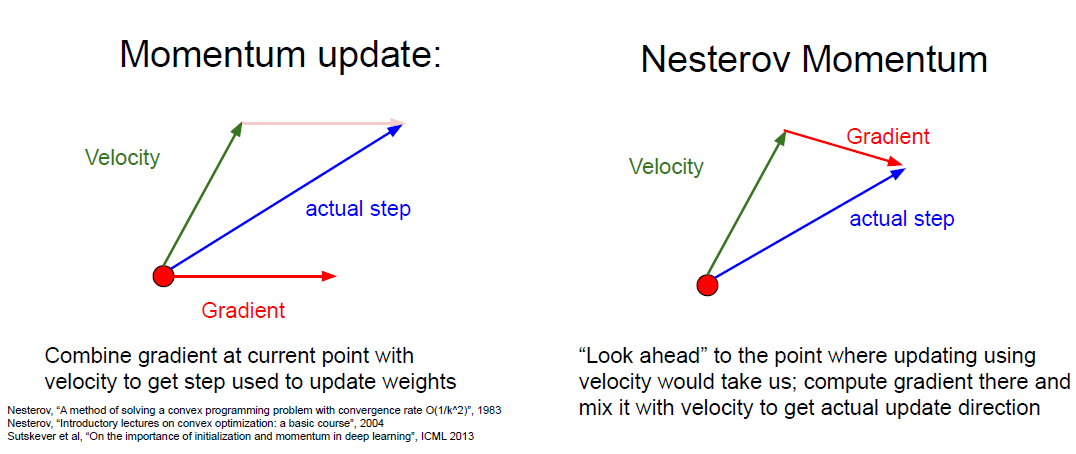 Momentum update:
Velocity
actual step
Gradient
Combine gradient at current point with
velocity to get step used to update weights
Nesterov, “A method of solving a convex programming problem with convergence rate O(1/k^2)”, 1983
Nesterov, “Introductory lectures on convex optimization: a basic course”, 2004
Sutskever et al, “On the importance of initialization and momentum in deep learning”, ICML 2013
Nesterov Momentum
Gradient
Velocity
actual step
“Look ahead” to the point where updating using
velocity would take us; compute gradient there and
mix it with velocity to get actual update direction